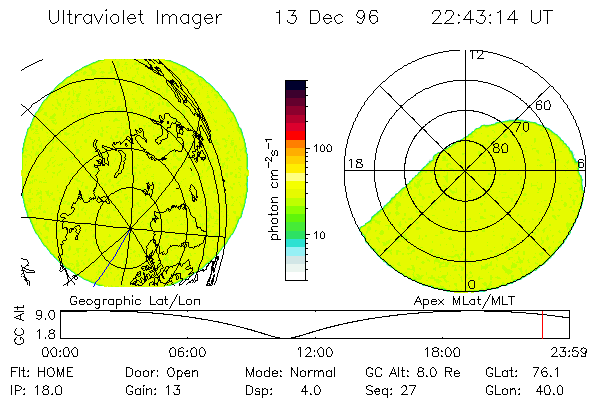 Ultraviolet Imager 13 Dec 96 22:43:14 UT
12
60
70
80
18 6
0
100
10
photon cm⁻²s⁻¹
Geographic Lat/Lon Apex MLat/MLT
GC Alt
9.0
1.8
00:00 06:00 12:00 18:00 23:59
Flt: HOME Door: Open Mode: Normal GC Alt: 8.0 Re GLat: 76.1
IP: 18.0 Gain: 13 Dsp: 4.0 Seq: 27 GLon: 40.0